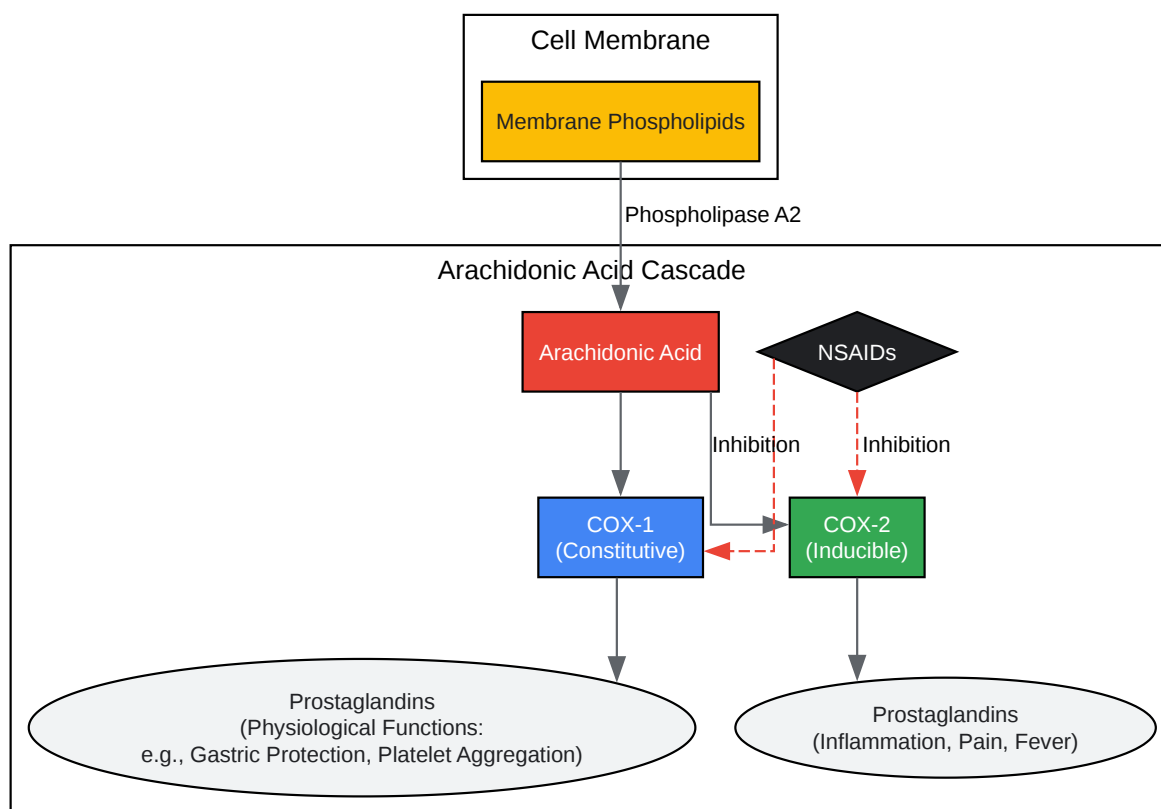 Cell Membrane
Membrane Phospholipids
Phospholipase A2
Arachidonic Acid Cascade
Arachidonic Acid
NSAIDs
Inhibition
Inhibition
COX-1
(Constitutive)
COX-2
(Inducible)
Prostaglandins
(Physiological Functions:
e.g., Gastric Protection, Platelet Aggregation)
Prostaglandins
(Inflammation, Pain, Fever)